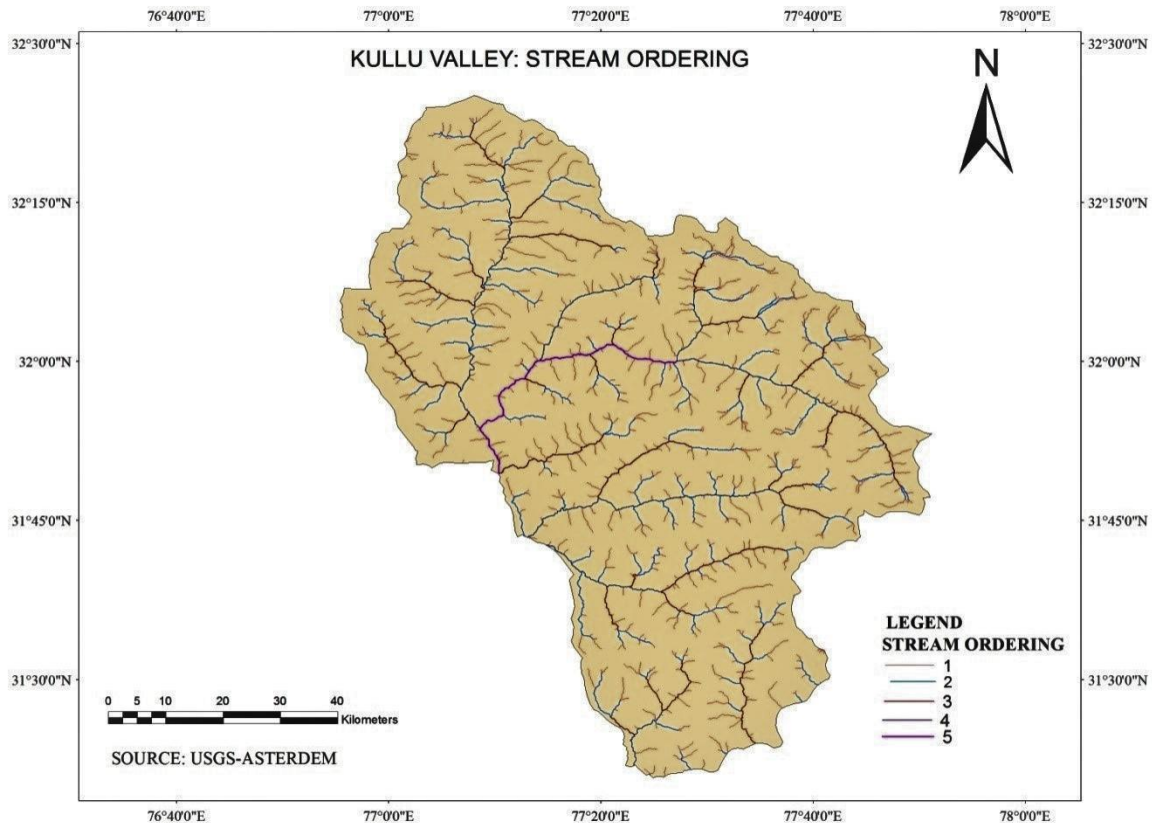 76°40'0"E 77°0'0"E 77°20'0"E 77°40'0"E 78°0'0"E
32°30'0"N 32°30'0"N
KULLU VALLEY: STREAM ORDERING
N
32°15'0"N 32°15'0"N
32°0'0"N 32°0'0"N
31°45'0"N 31°45'0"N
LEGEND
STREAM ORDERING
1
2
3
4
5
31°30'0"N 31°30'0"N
0 5 10 20 30 40
Kilometers
SOURCE: USGS-ASTERDEM
76°40'0"E 77°0'0"E 77°20'0"E 77°40'0"E 78°0'0"E